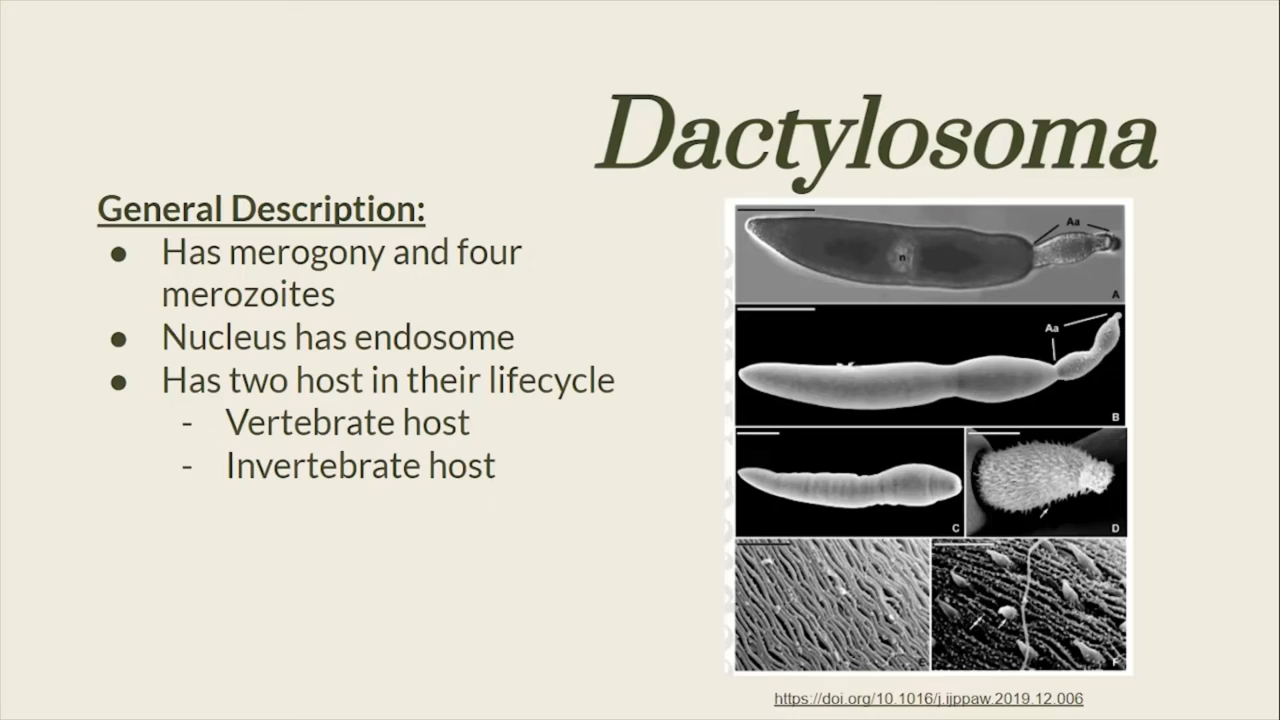 Dactylosoma
General Description:
● Has merogony and four
merozoites
● Nucleus has endosome
● Has two host in their lifecycle
- Vertebrate host
- Invertebrate host
Aa
n
A
Aa
B
C
D
E
F
https://doi.org/10.1016/j.ijppaw.2019.12.006